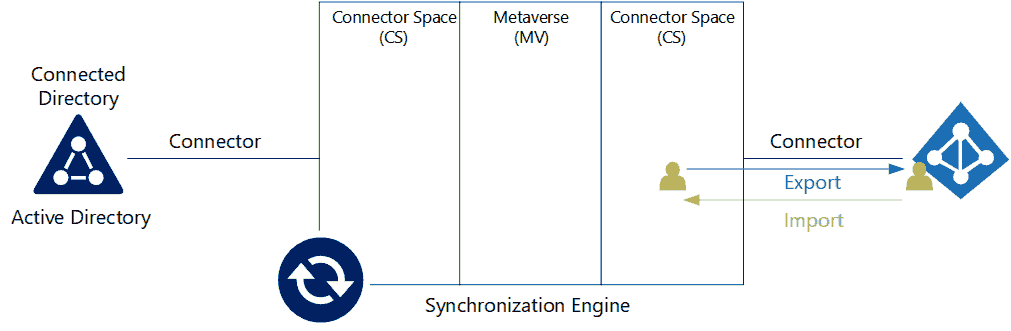 Connector Space
(CS)
Metaverse
(MV)
Connector Space
(CS)
Connected
Directory
Connector
Connector
Export
Active Directory
Import
Synchronization Engine